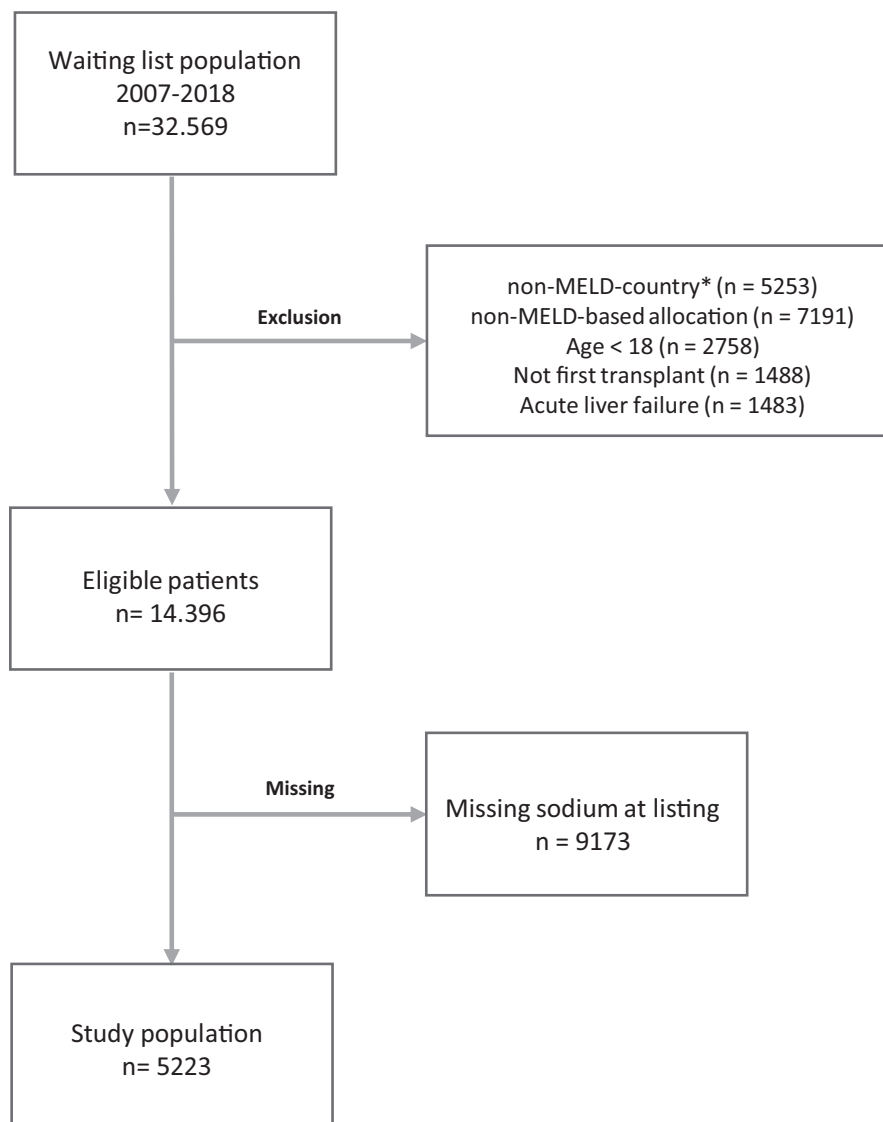 Waiting list population
2007-2018
n=32.569
Exclusion
non-MELD-country* (n = 5253)
non-MELD-based allocation (n = 7191)
Age < 18 (n = 2758)
Not first transplant (n = 1488)
Acute liver failure (n = 1483)
Eligible patients
n= 14.396
Missing
Missing sodium at listing
n = 9173
Study population
n= 5223